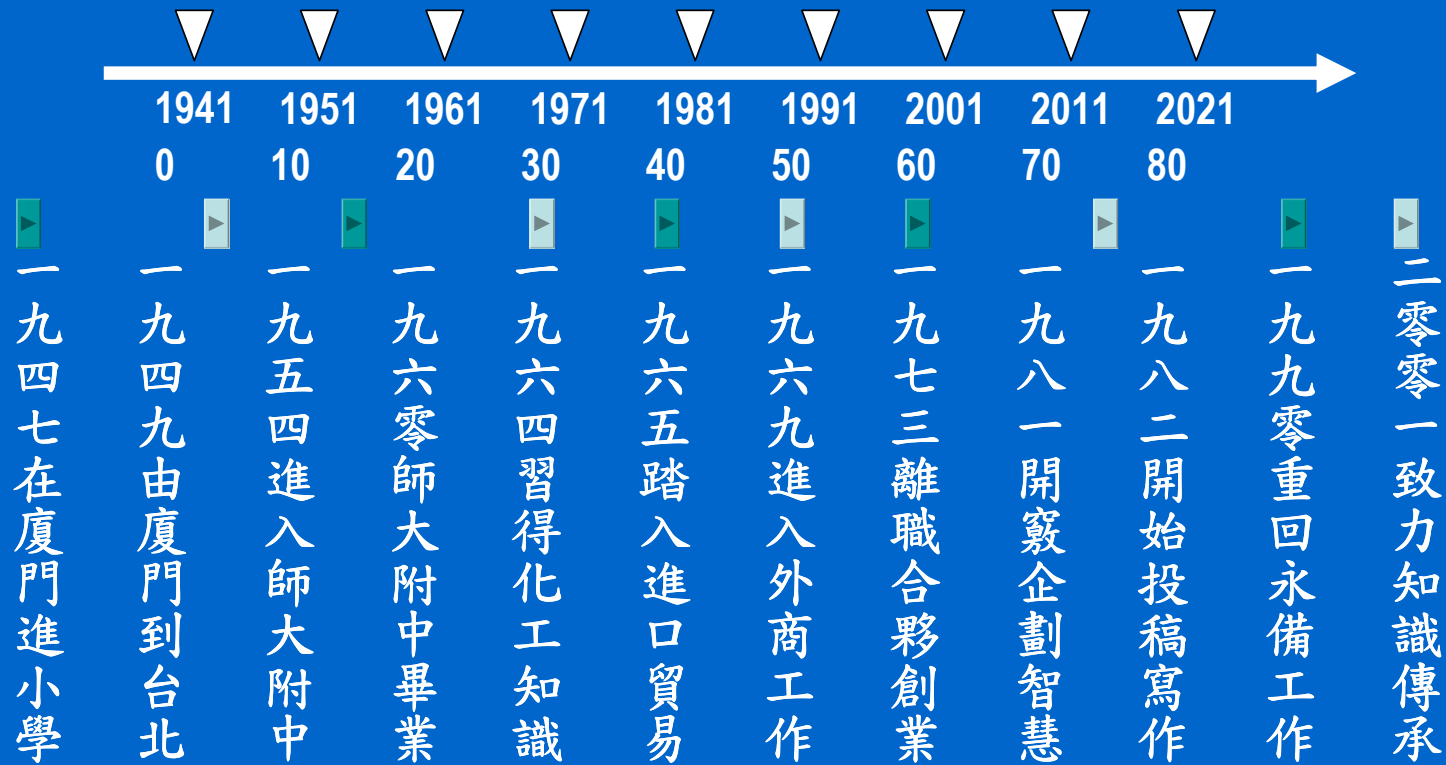 1941 1951 1961 1971 1981 1991 2001 2011 2021
0 10 20 30 40 50 60 70 80
一九四七在廈門進小學
一九四九由廈門到台北
一九五四進入師大附中
一九六零師大附中畢業
一九六四習得化工知識
一九六五踏入進口貿易
一九六九進入外商工作
一九七三離職合夥創業
一九八一開竅企劃智慧
一九八二開始投稿寫作
一九九零重回永備工作
二零零一致力知識傳承